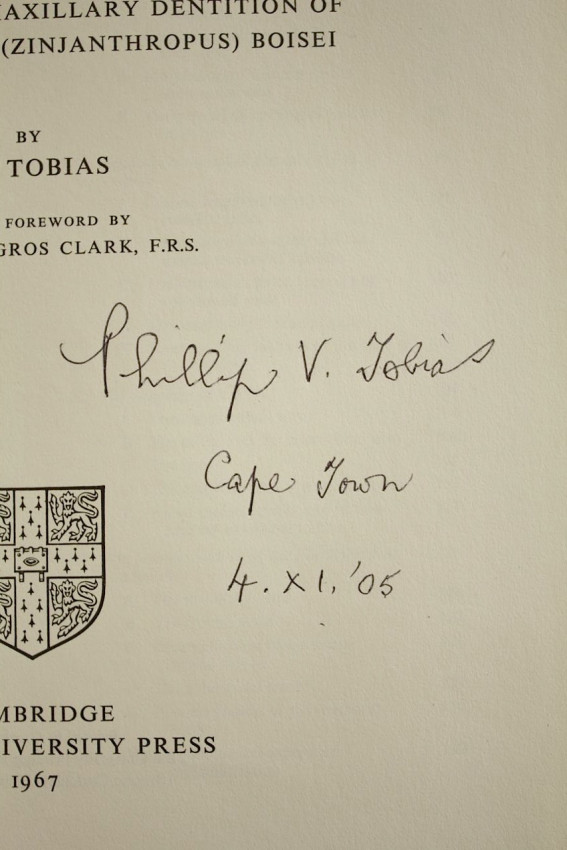 MAXILLARY DENTITION OF
(ZINJANTHROPUS) BOISEI
BY
TOBIAS
FOREWORD BY
GROS CLARK, F.R.S.
Phillip V. Tobias
Cape Town
4. XI. '05
MBRIDGE
IVERSITY PRESS
1967